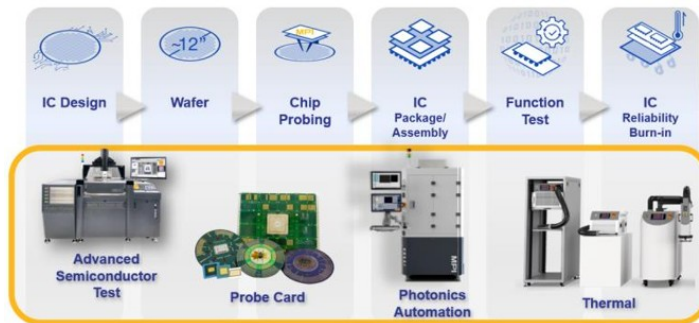 ~12"
MPI
IC Design
Wafer
Chip
Probing
IC
Package/
Assembly
Function
Test
IC
Reliability
Burn-in
Advanced
Semiconductor
Test
Probe Card
MPI
Photonics
Automation
Thermal